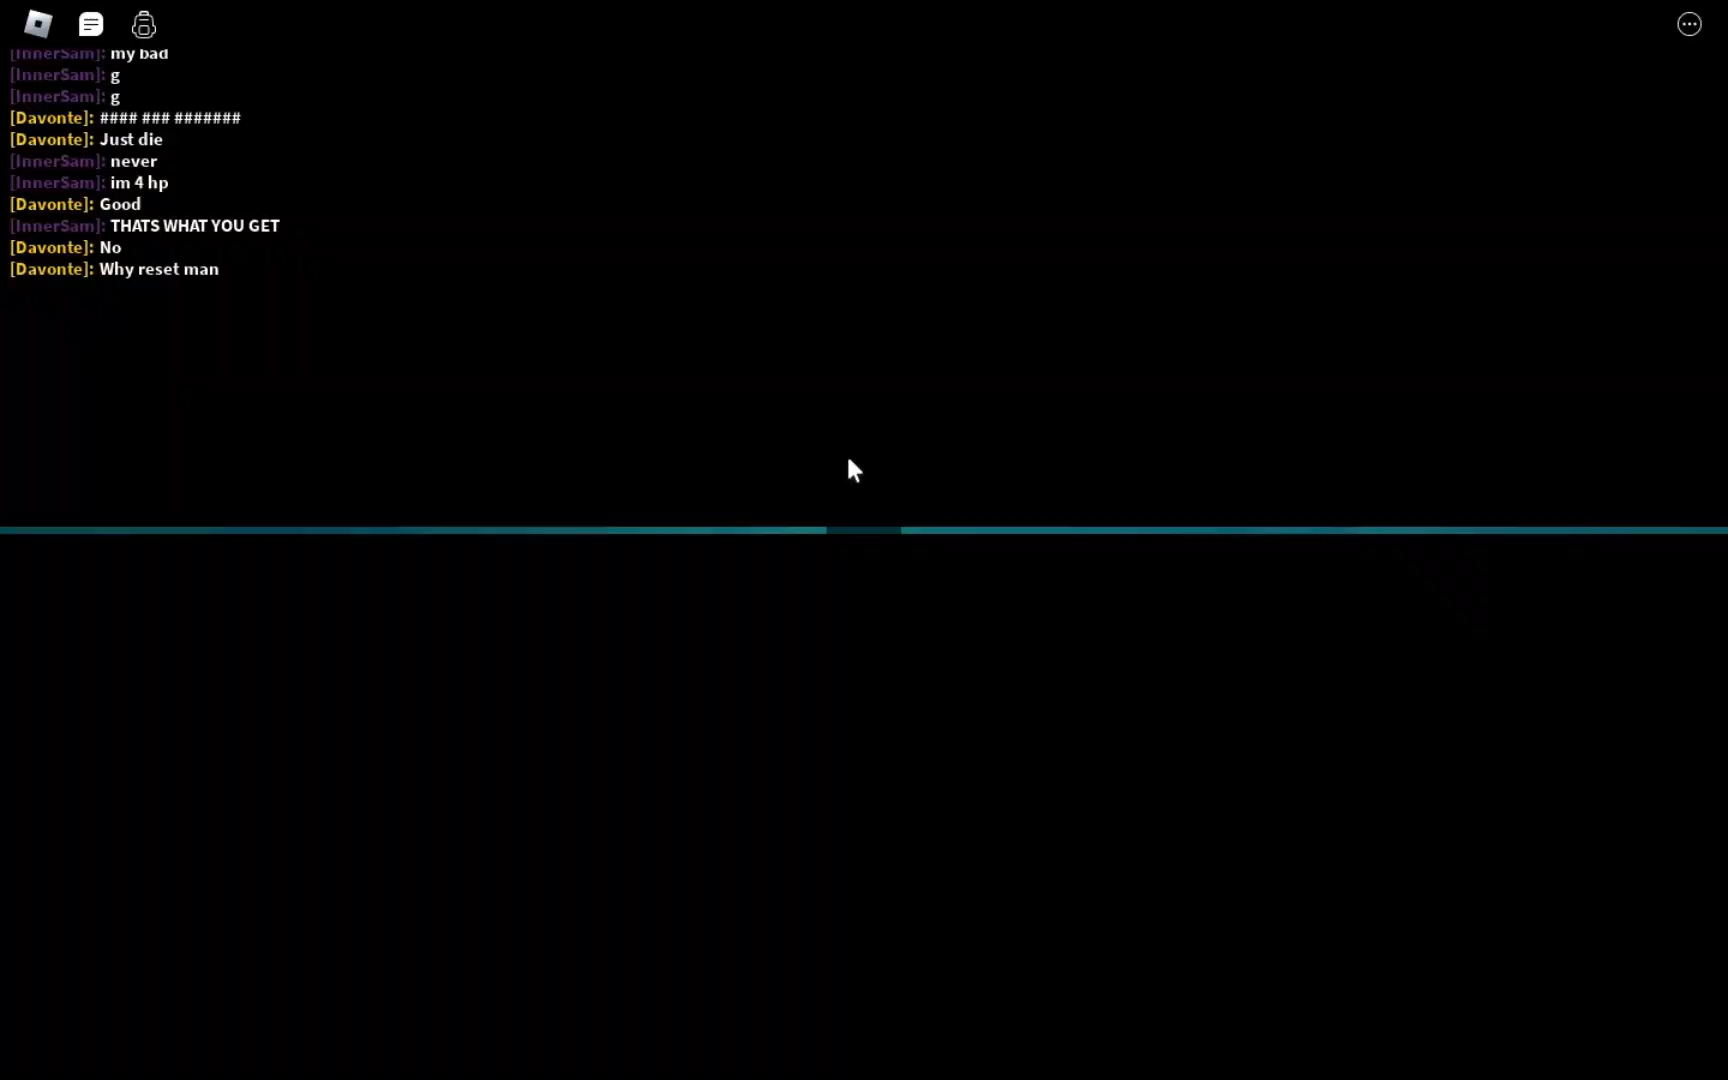 [InnerSam]: my bad
[InnerSam]: g
[InnerSam]: g
[Davonte]: #### ### #######
[Davonte]: Just die
[InnerSam]: never
[InnerSam]: im 4 hp
[Davonte]: Good
[InnerSam]: THATS WHAT YOU GET
[Davonte]: No
[Davonte]: Why reset man